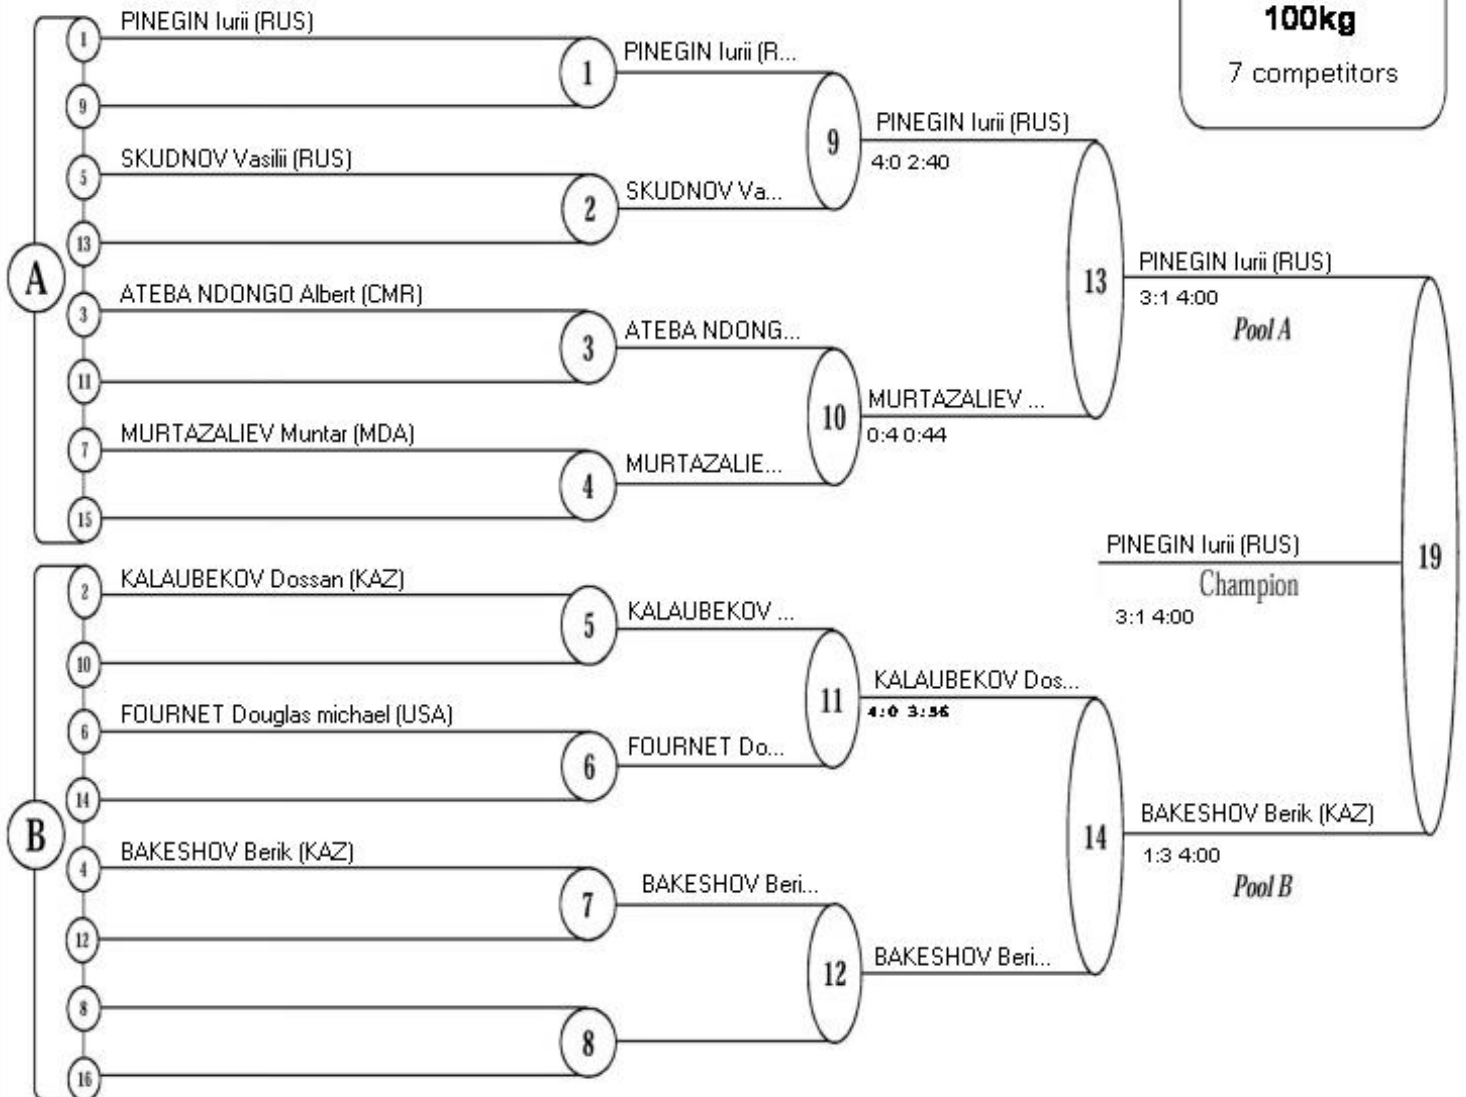 100kg
7 competitors
A
1
PINEGIN Iurii (RUS)
9
1
PINEGIN Iurii (R...
5
SKUDNOV Vasilii (RUS)
13
2
SKUDNOV Va...
9
PINEGIN Iurii (RUS)
4:0 2:40
3
ATEBA NDONGO Albert (CMR)
11
3
ATEBA NDONG...
7
MURTAZALIEV Muntar (MDA)
15
4
MURTAZALIE...
10
MURTAZALIEV ...
0:4 0:44
13
PINEGIN Iurii (RUS)
3:1 4:00
Pool A
B
2
KALAUBEKOV Dossan (KAZ)
10
5
KALAUBEKOV ...
6
FOURNET Douglas michael (USA)
14
6
FOURNET Do...
11
KALAUBEKOV Dos...
4:0 3:56
4
BAKESHOV Berik (KAZ)
12
7
BAKESHOV Beri...
8
16
8
12
BAKESHOV Beri...
14
BAKESHOV Berik (KAZ)
1:3 4:00
Pool B
19
PINEGIN Iurii (RUS)
Champion
3:1 4:00